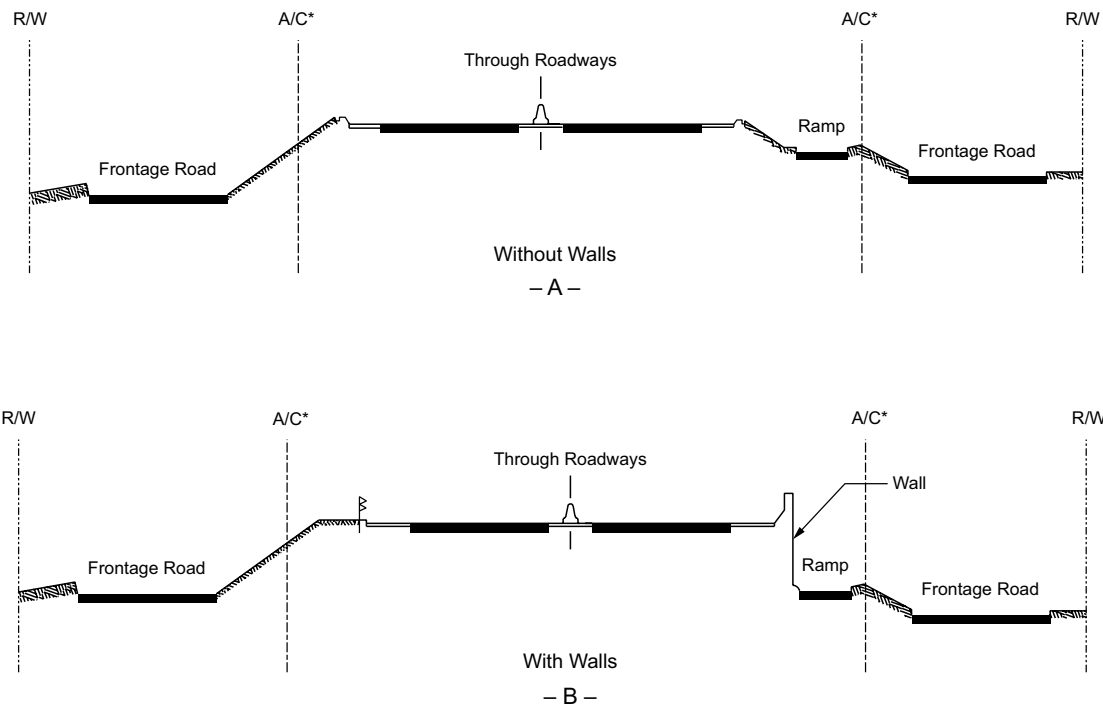 R/W
A/C*
A/C*
R/W
Through Roadways
Ramp
Frontage Road
Frontage Road
Without Walls
– A –
R/W
A/C*
A/C*
R/W
Through Roadways
Wall
Frontage Road
Ramp
Frontage Road
With Walls
– B –